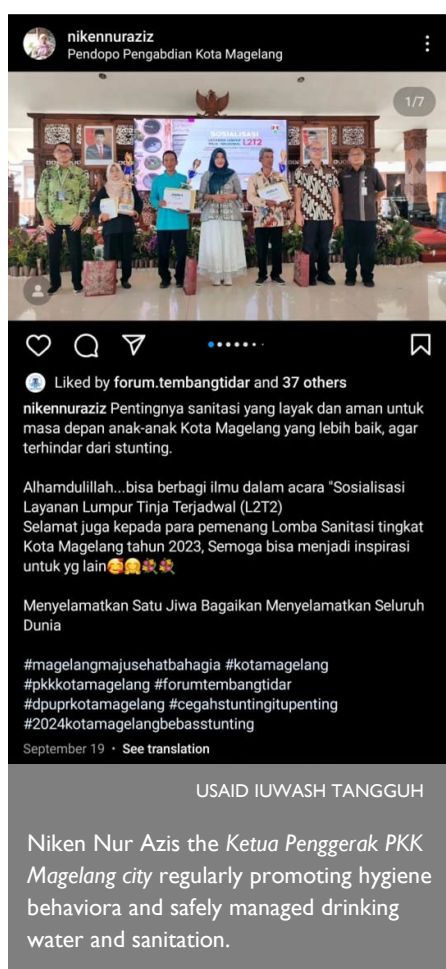 nikennuraziz
Pendopo Pengabdian Kota Magelang
1/7
SOSIALISASI
L2T2
Liked by forum.tembangtidar and 37 others
nikennuraziz Pentingnya sanitasi yang layak dan aman untuk
masa depan anak-anak Kota Magelang yang lebih baik, agar
terhindar dari stunting.
Alhamdulillah...bisa berbagi ilmu dalam acara "Sosialisasi
Layanan Lumpur Tinja Terjadwal (L2T2)
Selamat juga kepada para pemenang Lomba Sanitasi tingkat
Kota Magelang tahun 2023, Semoga bisa menjadi inspirasi
untuk yg lain🥰🤗💐💐
Menyelamatkan Satu Jiwa Bagaikan Menyelamatkan Seluruh
Dunia
#magelangmajusehatbahagia #kotamagelang
#pkkkotamagelang #forumtembangtidar
#dpuprkotamagelang #cegahstuntingitupenting
#2024kotamagelangbebasstunting
September 19 • See translation
USAID IUWASH TANGGUH
Niken Nur Azis the Ketua Penggerak PKK
Magelang city regularly promoting hygiene
behaviora and safely managed drinking
water and sanitation.